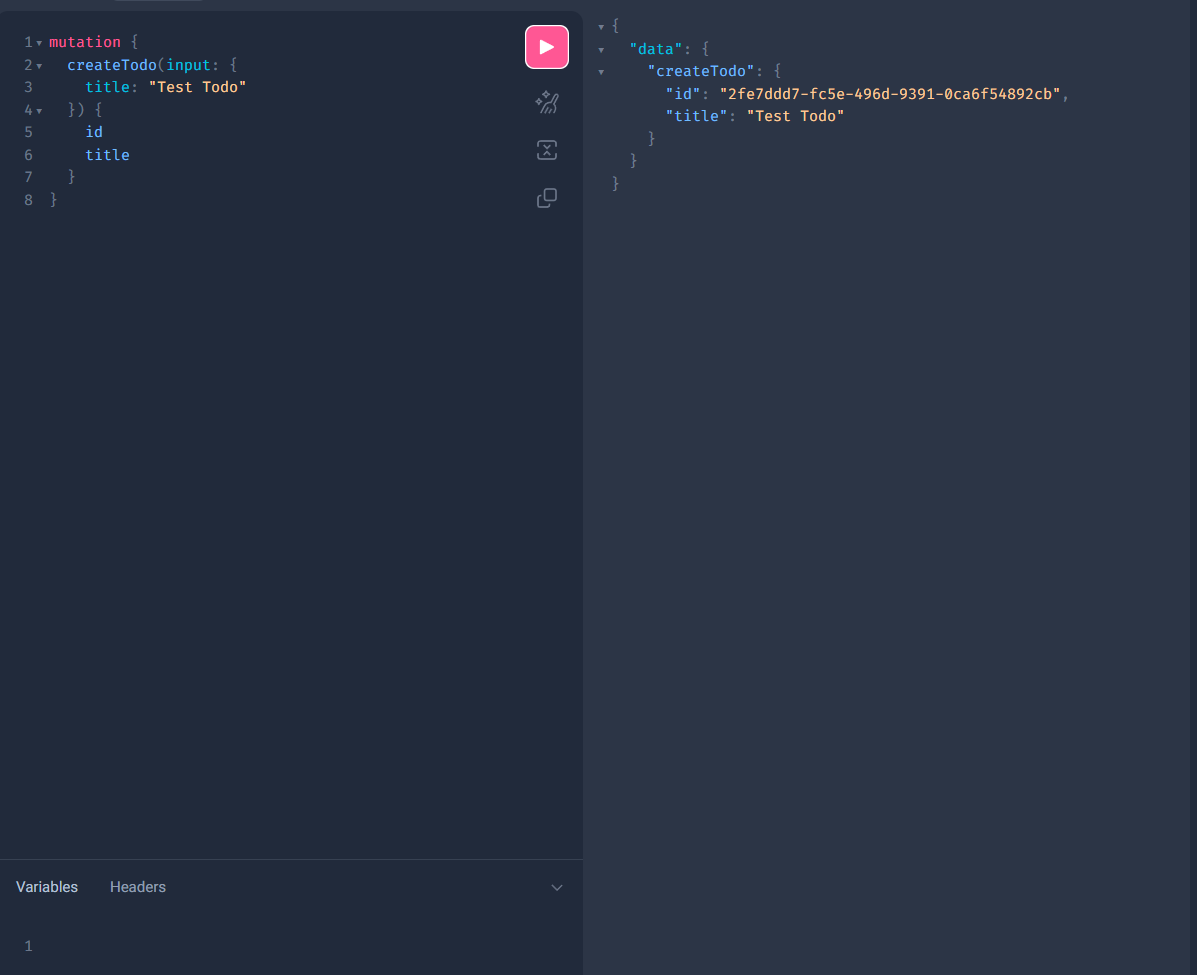 1 mutation {
2 createTodo(input: {
3 title: "Test Todo"
4 }) {
5 id
6 title
7 }
8 }
Variables Headers
1
{
"data": {
"createTodo": {
"id": "2fe7ddd7-fc5e-496d-9391-0ca6f54892cb",
"title": "Test Todo"
}
}
}